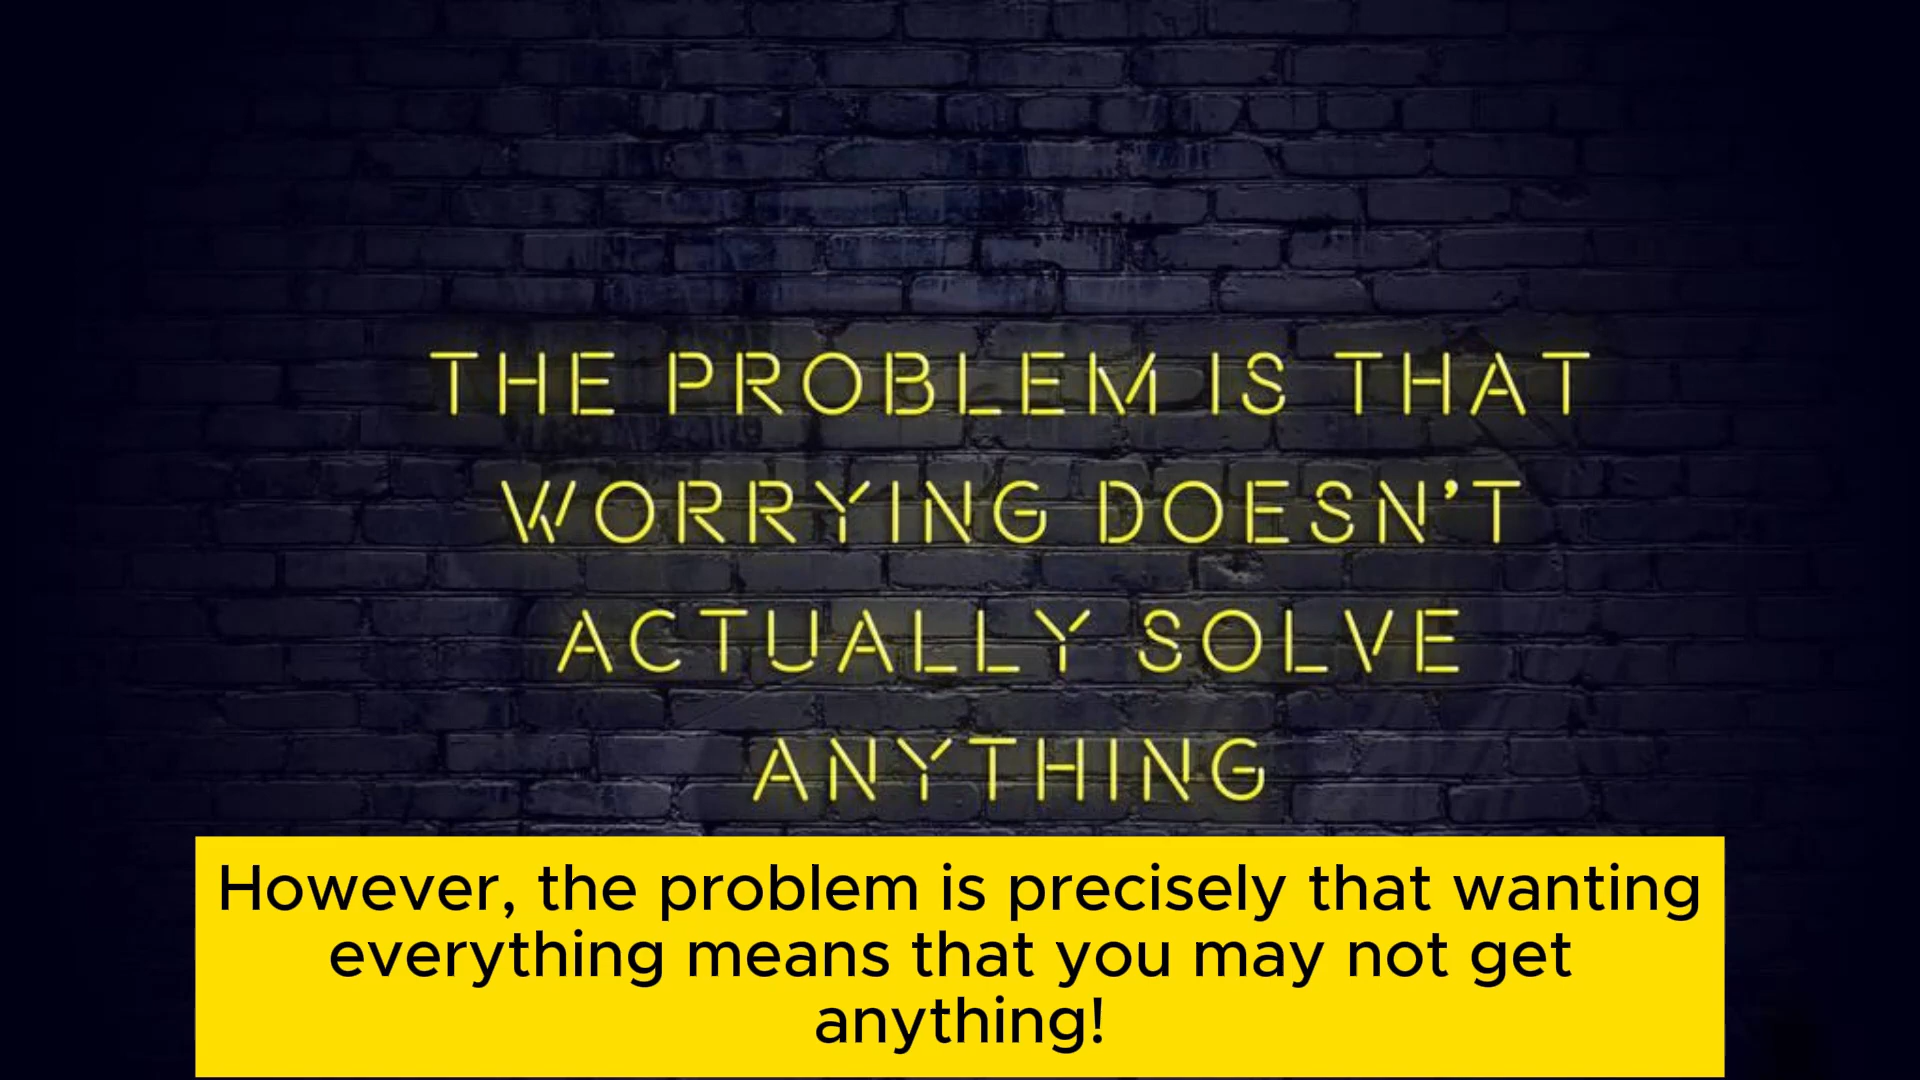 THE PROBLEM IS THAT
WORRYING DOESN'T
ACTUALLY SOLVE
ANYTHING
However, the problem is precisely that wanting
everything means that you may not get
anything!